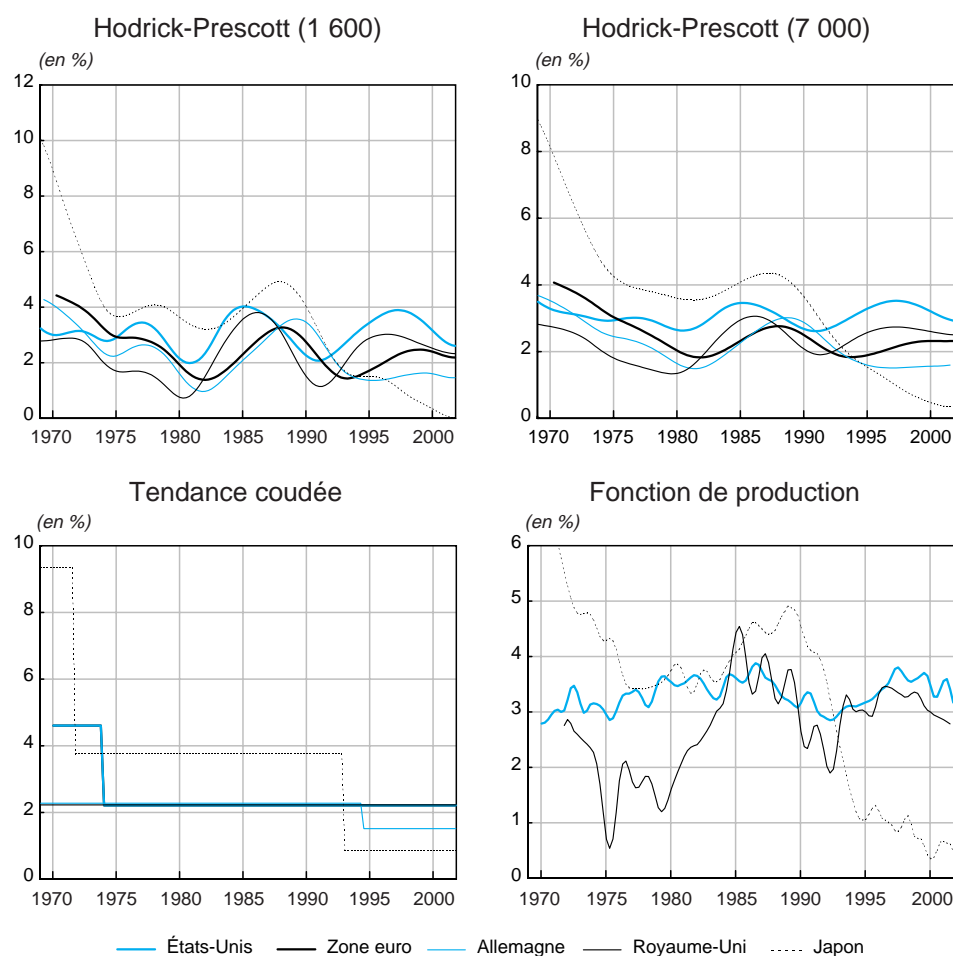 Hodrick-Prescott (1 600)
(en %)
12
10
8
6
4
2
0
1970 1975 1980 1985 1990 1995 2000
Hodrick-Prescott (7 000)
(en %)
10
8
6
4
2
0
1970 1975 1980 1985 1990 1995 2000
Tendance coudée
(en %)
10
8
6
4
2
0
1970 1975 1980 1985 1990 1995 2000
Fonction de production
(en %)
6
5
4
3
2
1
0
1970 1975 1980 1985 1990 1995 2000
États-Unis Zone euro Allemagne Royaume-Uni Japon